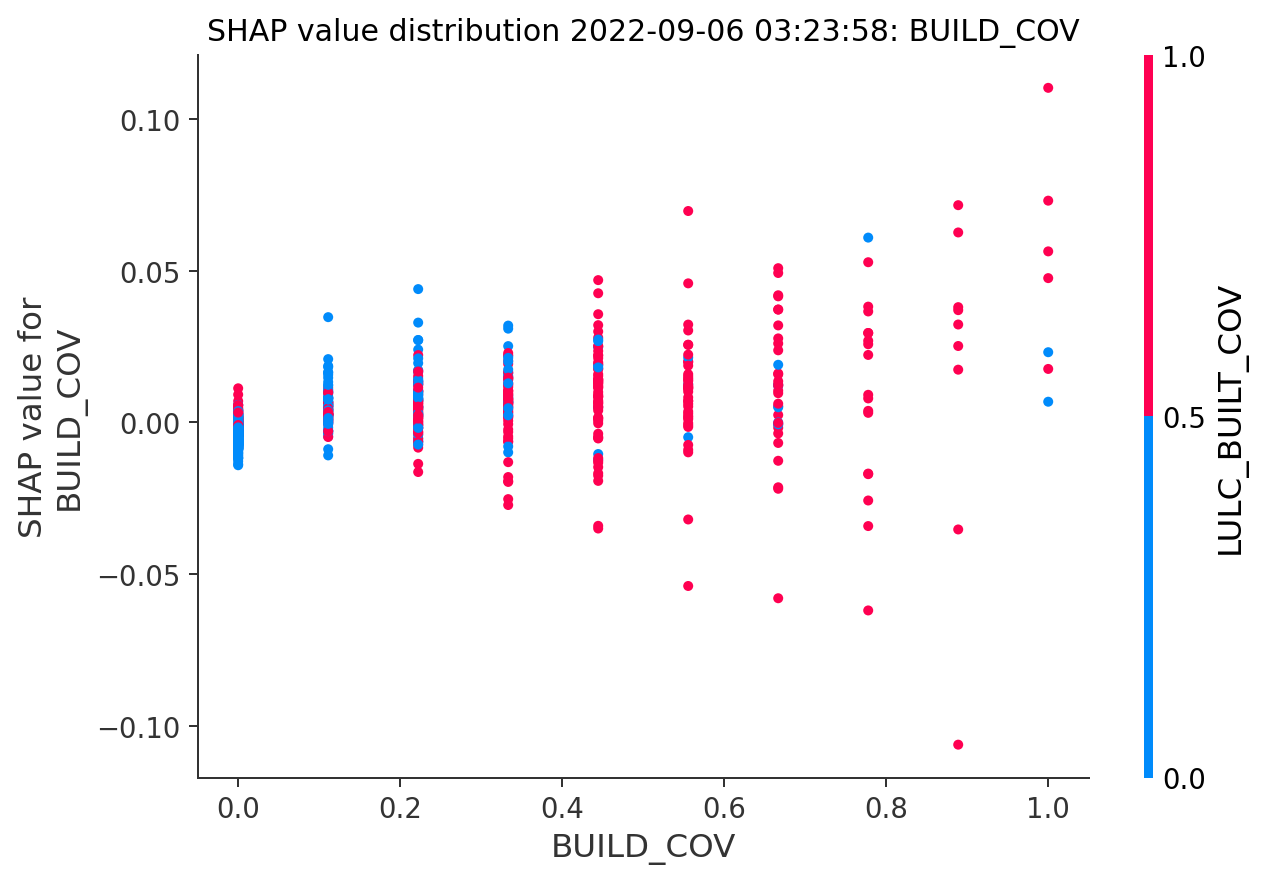 SHAP value distribution 2022-09-06 03:23:58: BUILD_COV
SHAP value for
BUILD_COV
0.10
0.05
0.00
−0.05
−0.10
0.0
0.2
0.4
0.6
0.8
1.0
BUILD_COV
1.0
0.5
0.0
LULC_BUILT_COV